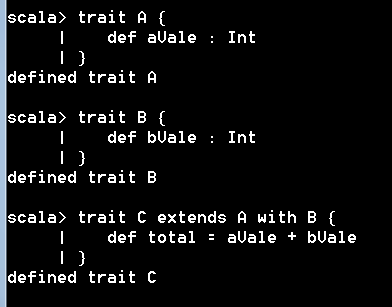 scala> trait A {
     |     def aVale : Int
     | }
defined trait A

scala> trait B {
     |     def bVale : Int
     | }
defined trait B

scala> trait C extends A with B {
     |     def total = aVale + bVale
     | }
defined trait C